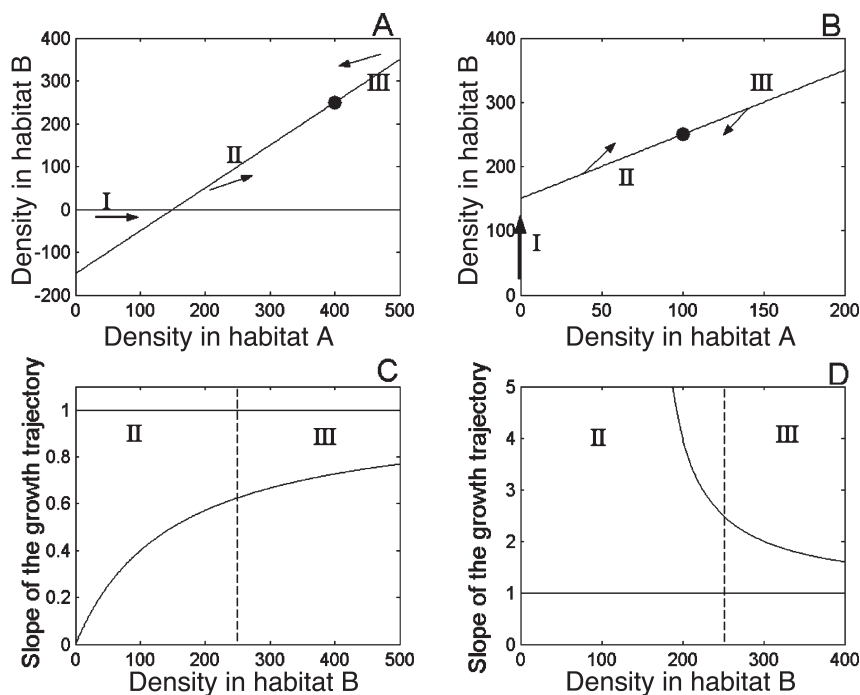 A
Density in habitat B
400
300
200
100
0
-100
-200
I
II
III
0
100
200
300
400
500
Density in habitat A
B
Density in habitat B
400
300
200
100
0
I
II
III
0
50
100
150
200
Density in habitat A
C
Slope of the growth trajectory
1
0.8
0.6
0.4
0.2
0
II
III
0
100
200
300
400
500
Density in habitat B
D
Slope of the growth trajectory
5
4
3
2
1
0
II
III
0
100
200
300
400
Density in habitat B